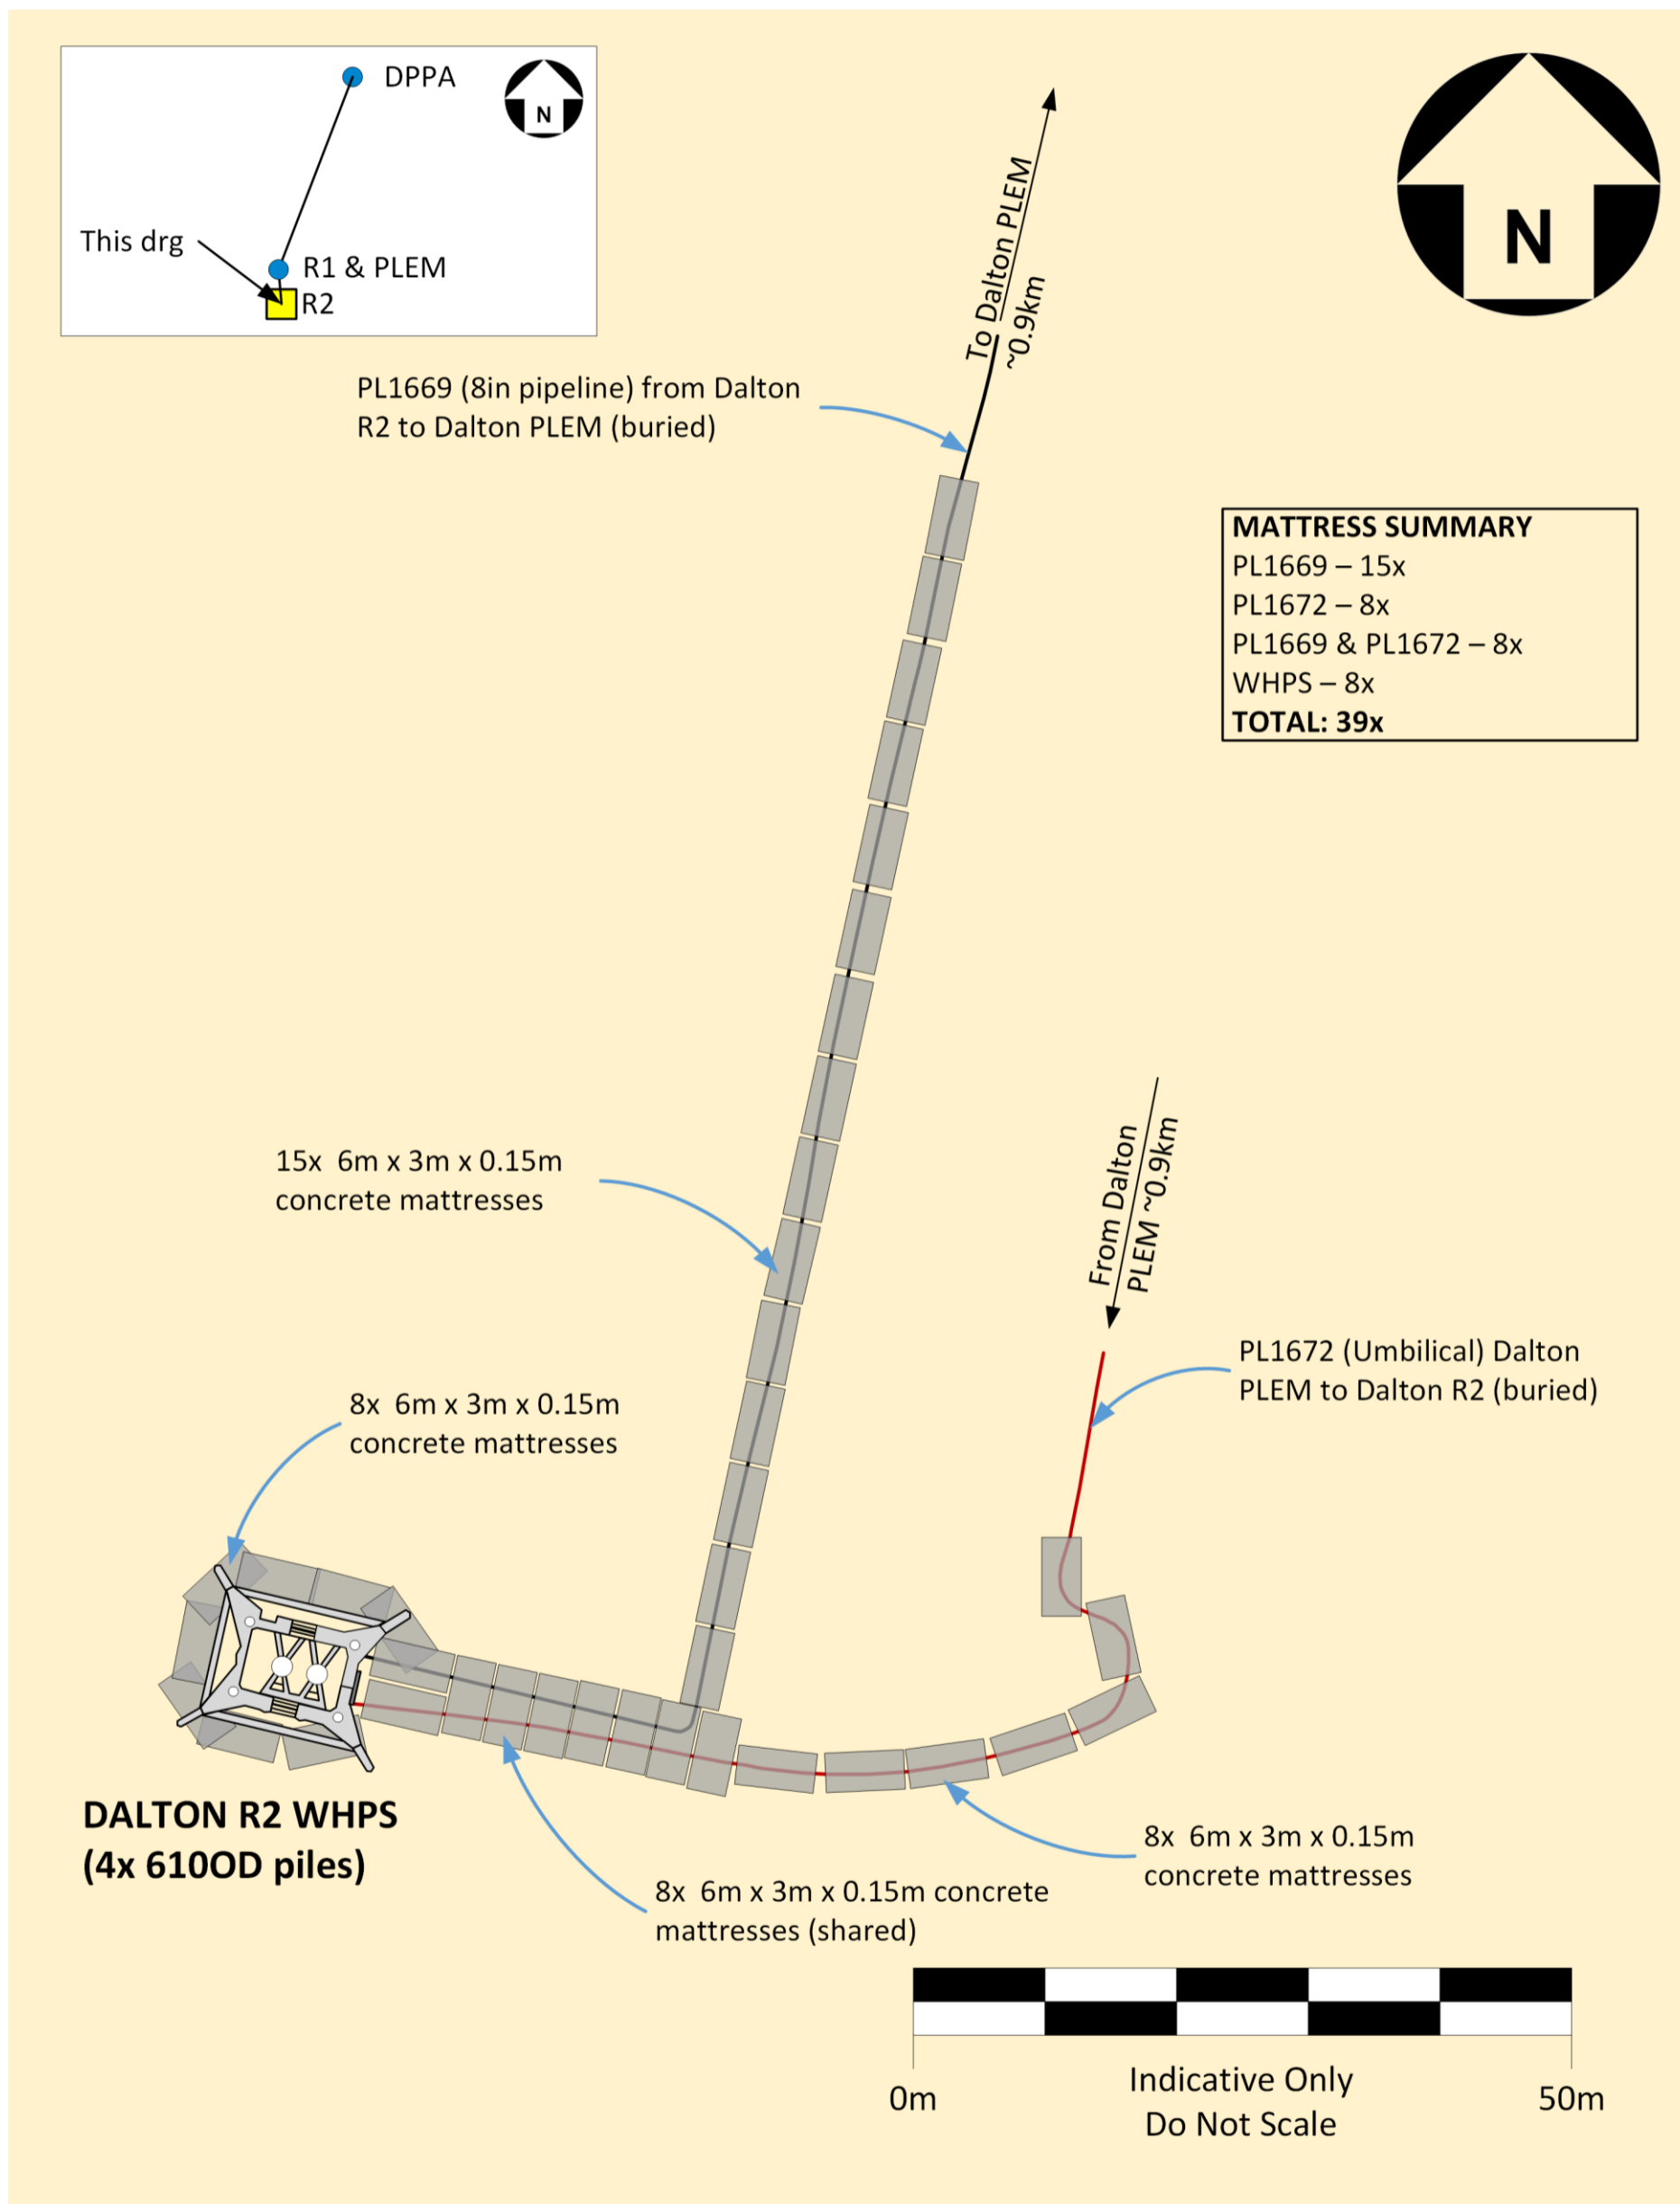 DPPA
N
This drg
R1 & PLEM
R2
N
To Dalton PLEM
~0.9km
PL1669 (8in pipeline) from Dalton
R2 to Dalton PLEM (buried)
MATTRESS SUMMARY
PL1669 – 15x
PL1672 – 8x
PL1669 & PL1672 – 8x
WHPS – 8x
TOTAL: 39x
15x  6m x 3m x 0.15m
concrete mattresses
From Dalton
PLEM ~0.9km
PL1672 (Umbilical) Dalton
PLEM to Dalton R2 (buried)
8x  6m x 3m x 0.15m
concrete mattresses
DALTON R2 WHPS
(4x 610OD piles)
8x  6m x 3m x 0.15m
concrete mattresses
8x  6m x 3m x 0.15m concrete
mattresses (shared)
0m
Indicative Only
Do Not Scale
50m